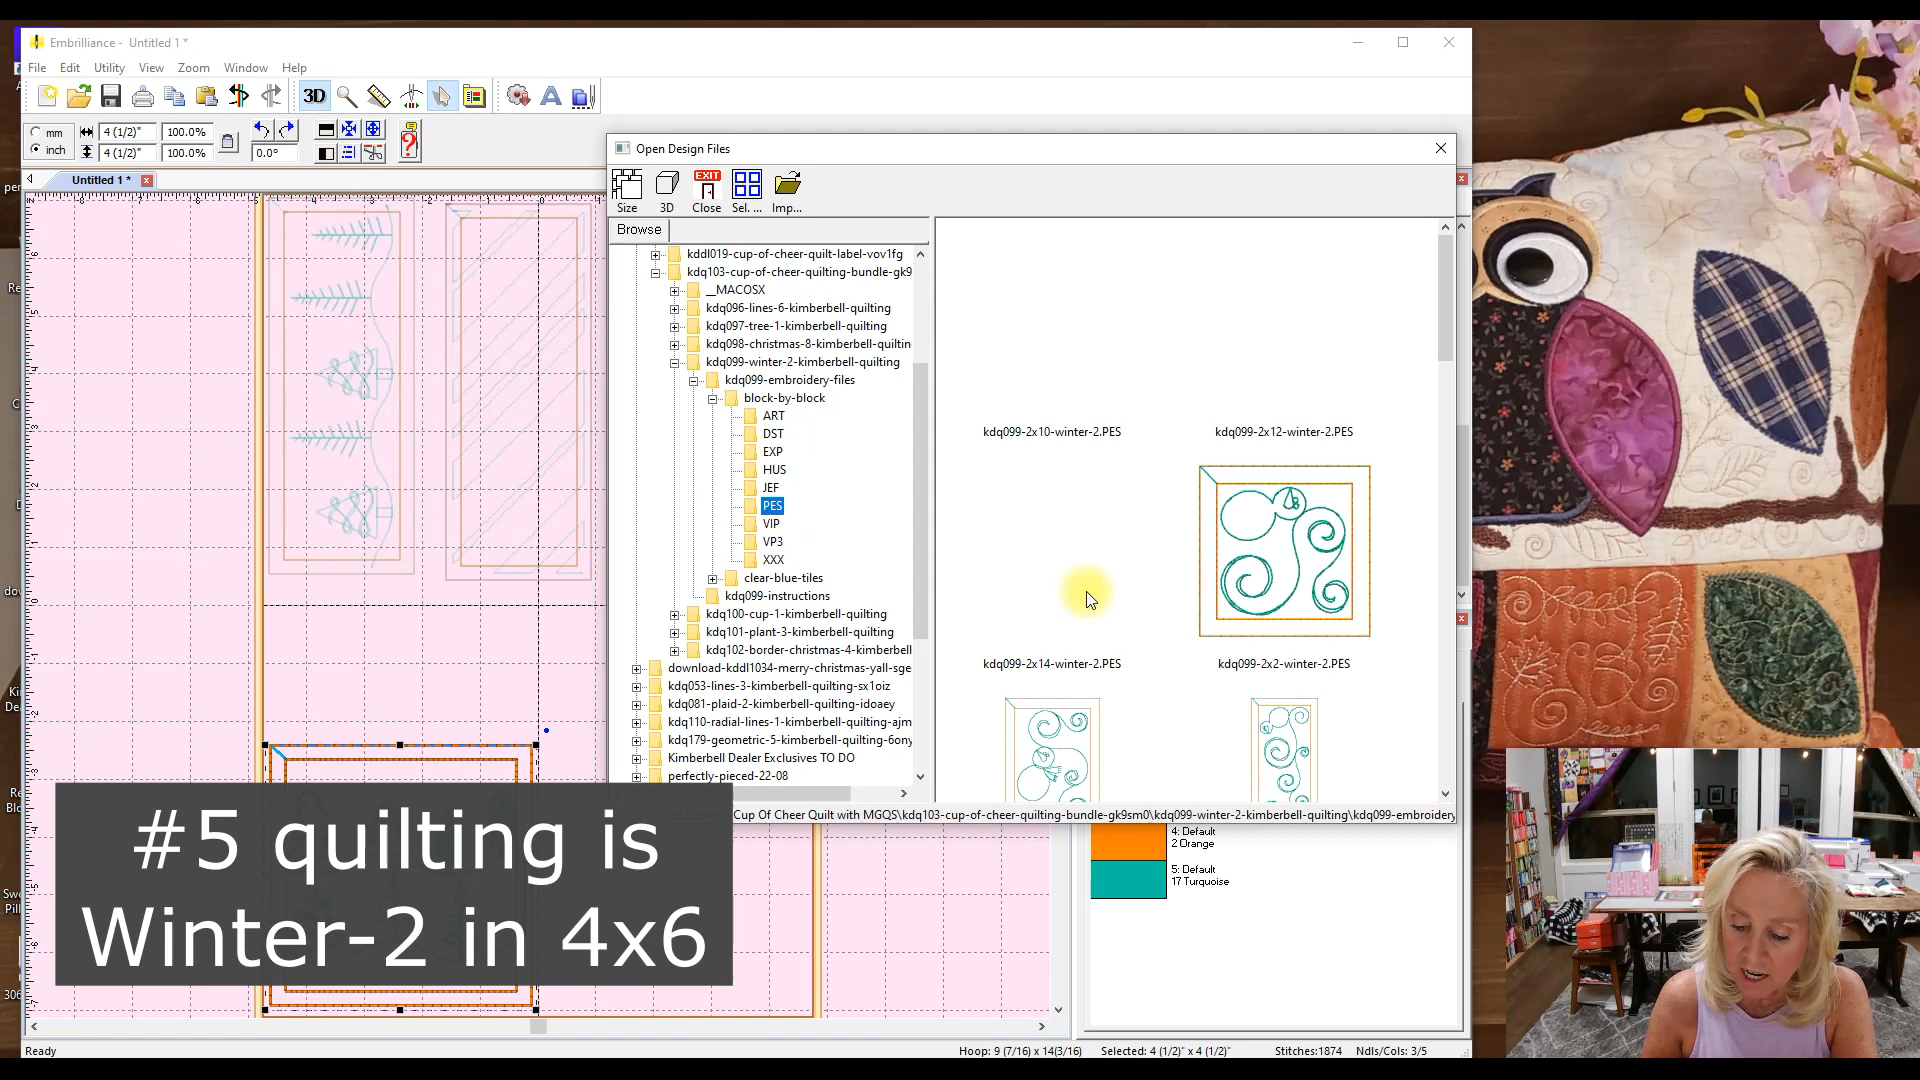 Embrilliance - Untitled 1 *
File Edit Utility View Zoom Window Help
3D
mm
inch
4 (1/2)" 100.0%
4 (1/2)" 100.0%
0.0°
Untitled 1 *
Open Design Files
EXIT
Size 3D Close Sel. ... Imp...
Browse
kddl019-cup-of-cheer-quilt-label-vov1fg
kdq103-cup-of-cheer-quilting-bundle-gk9
__MACOSX
kdq096-lines-6-kimberbell-quilting
kdq097-tree-1-kimberbell-quilting
kdq098-christmas-8-kimberbell-quiltin
kdq099-winter-2-kimberbell-quilting
kdq099-embroidery-files
block-by-block
ART
DST
EXP
HUS
JEF
PES
VIP
VP3
XXX
clear-blue-tiles
kdq099-instructions
kdq100-cup-1-kimberbell-quilting
kdq101-plant-3-kimberbell-quilting
kdq102-border-christmas-4-kimberbell
download-kddl1034-merry-christmas-yall-sge
kdq053-lines-3-kimberbell-quilting-sx1oiz
kdq081-plaid-2-kimberbell-quilting-idoaey
kdq110-radial-lines-1-kimberbell-quilting-ajm
kdq179-geometric-5-kimberbell-quilting-6ony
Kimberbell Dealer Exclusives TO DO
perfectly-pieced-22-08
kdq099-2x10-winter-2.PES
kdq099-2x12-winter-2.PES
kdq099-2x14-winter-2.PES
kdq099-2x2-winter-2.PES
Cup Of Cheer Quilt with MGQS\kdq103-cup-of-cheer-quilting-bundle-gk9sm0\kdq099-winter-2-kimberbell-quilting\kdq099-embroidery
#5 quilting is
Winter-2 in 4x6
4: Default
2 Orange
5: Default
17 Turquoise
Ready
Hoop: 9 (7/16) x 14(3/16)
Selected: 4 (1/2)" x 4 (1/2)"
Stitches:1874
Ndls/Cols: 3/5